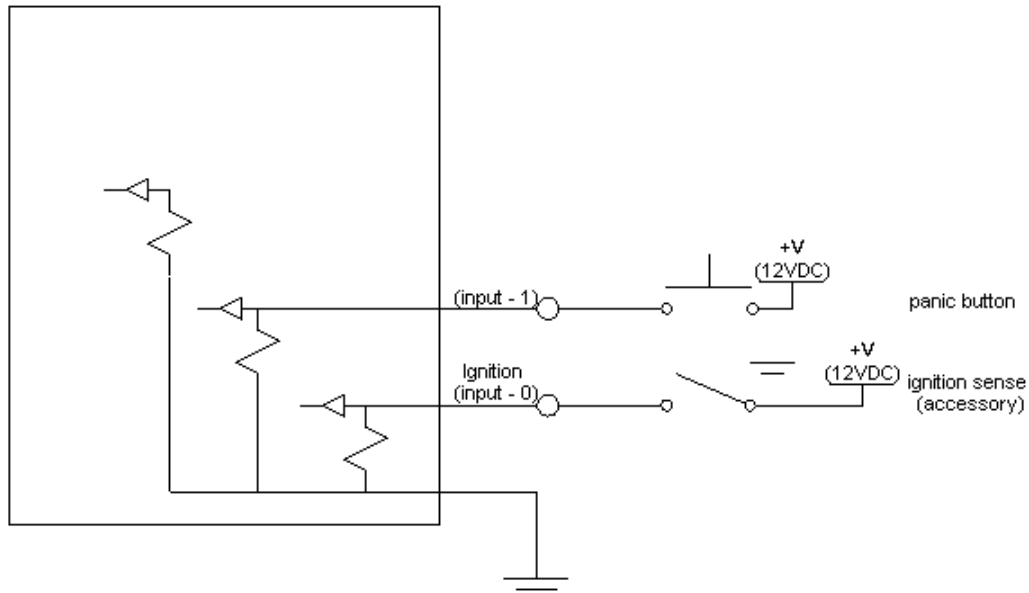 +V
(12VDC)
(input - 1)
panic button
+V
(12VDC)
Ignition
(input - 0)
ignition sense
(accessory)